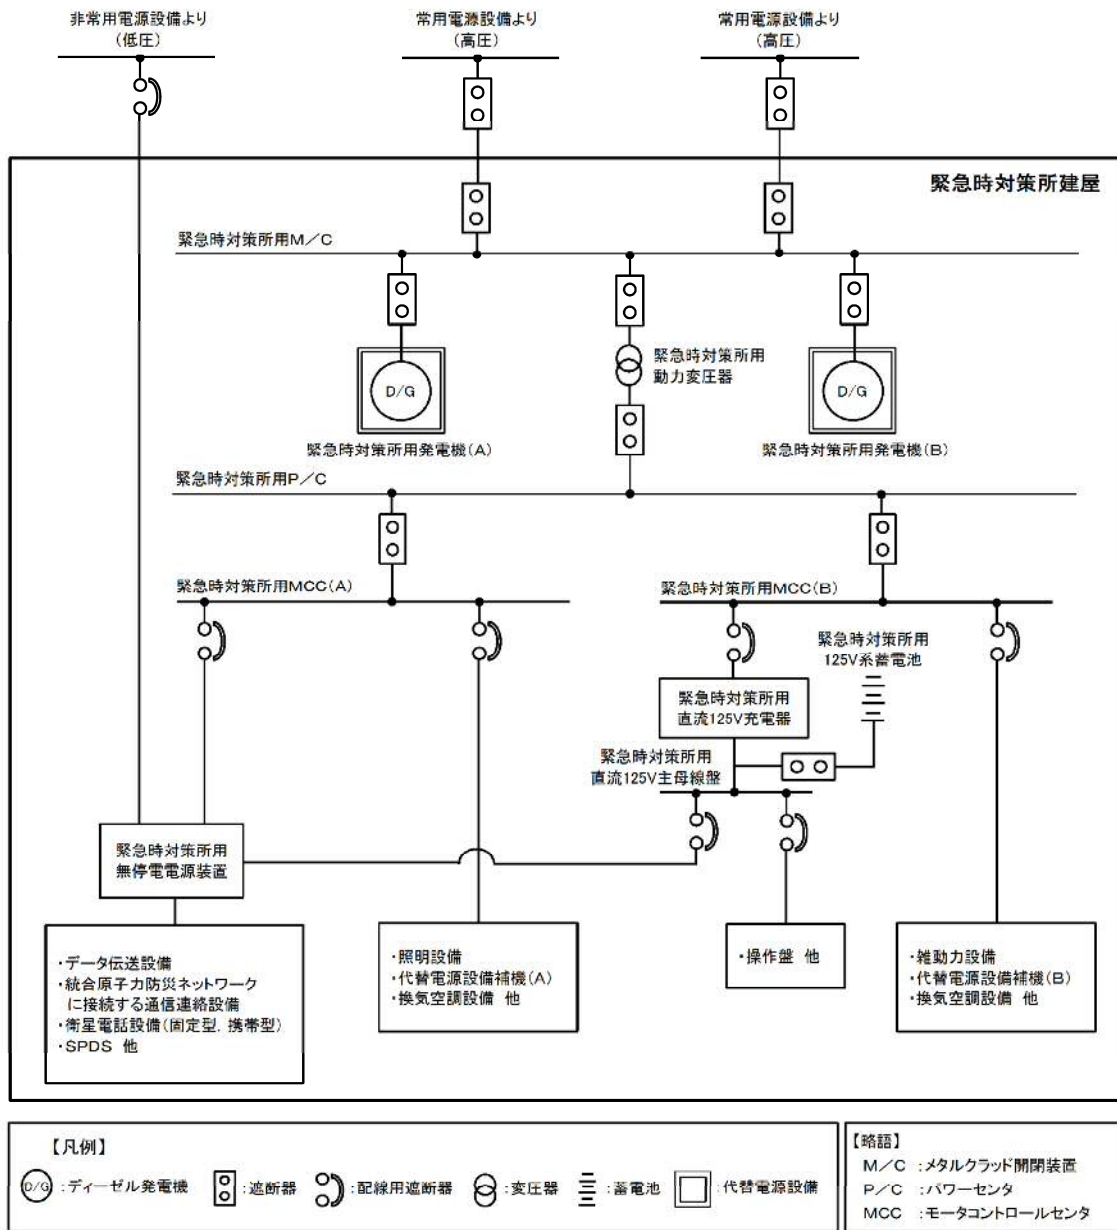 非常用電源設備より
(低圧)
常用電源設備より
(高圧)
常用電源設備より
(高圧)
緊急時対策所建屋
緊急時対策所用M/C
緊急時対策所用
動力変圧器
D/G
D/G
緊急時対策所用発電機(A)
緊急時対策所用発電機(B)
緊急時対策所用P/C
緊急時対策所用MCC(A)
緊急時対策所用MCC(B)
緊急時対策所用
125V系蓄電池
緊急時対策所用
直流125V充電器
緊急時対策所用
直流125V主母線盤
緊急時対策所用
無停電電源装置
・データ伝送設備
・統合原子力防災ネットワーク
に接続する通信連絡設備
・衛星電話設備(固定型, 携帯型)
・SPDS 他
・照明設備
・代替電源設備補機(A)
・換気空調設備 他
・操作盤 他
・雑動力設備
・代替電源設備補機(B)
・換気空調設備 他
【凡例】
D/G :ディーゼル発電機
:遮断器
:配線用遮断器
:変圧器
:蓄電池
:代替電源設備
【略語】
M/C :メタルクラッド開閉装置
P/C :パワーセンタ
MCC :モータコントロールセンタ